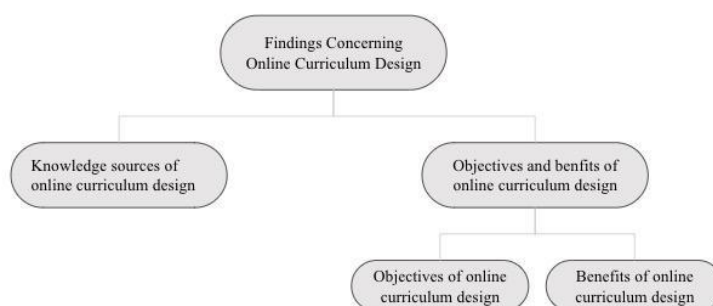 Findings Concerning
Online Curriculum Design
Knowledge sources of
online curriculum design
Objectives and benfits of
online curriculum design
Objectives of online
curriculum design
Benefits of online
curriculum design